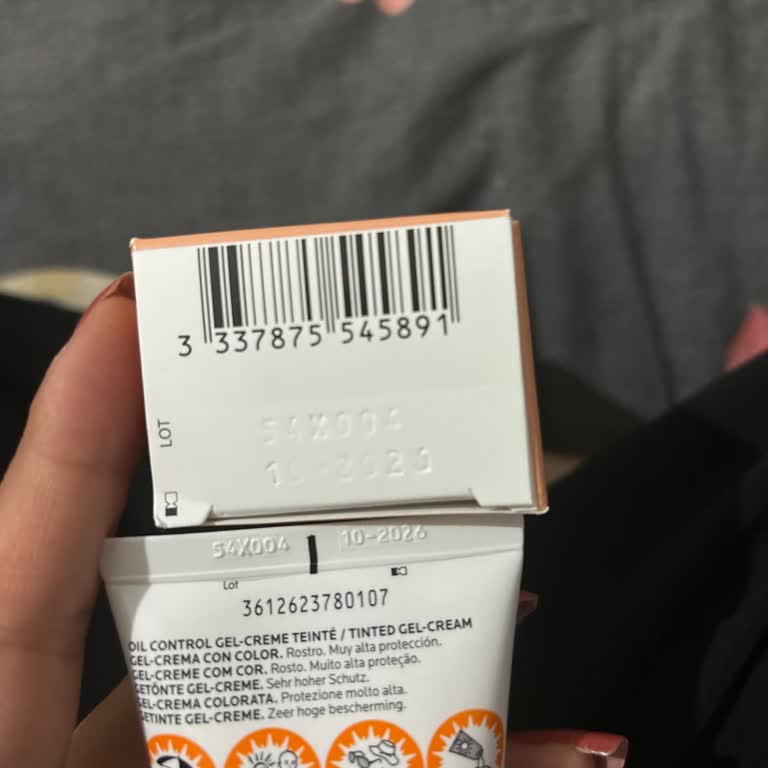 3 337875 545891
LOT
54X004
10-2026
54X004
10-2026
Lot
3612623780107
OIL CONTROL GEL-CREME TEINTÉ / TINTED GEL-CREAM
GEL-CREMA CON COLOR. Rostro. Muy alta protección.
GEL-CREME COM COR. Rosto. Muito alta proteção.
GETÖNTE GEL-CREME. Sehr hoher Schutz.
GEL-CREMA COLORATA. Protezione molto alta.
GETINTE GEL-CREME. Zeer hoge bescherming.